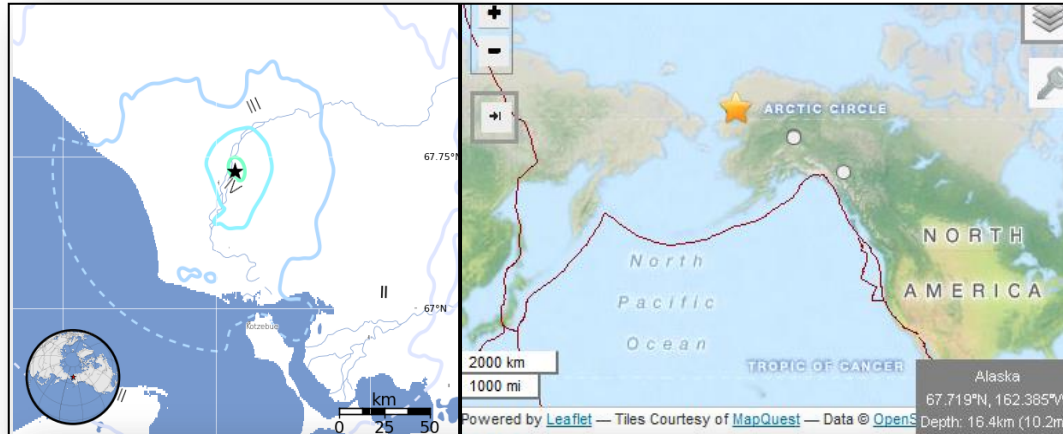 III
67.75°N
IV
II
67°N
Kotzebue
II
km
0 25 50
+
-
ARCTIC CIRCLE
NORTH
AMERICA
North
Pacific
Ocean
TROPIC OF CANCER
2000 km
1000 mi
Alaska
67.719°N, 162.385°W
Depth: 16.4km (10.2
Powered by Leaflet — Tiles Courtesy of MapQuest — Data © OpenS